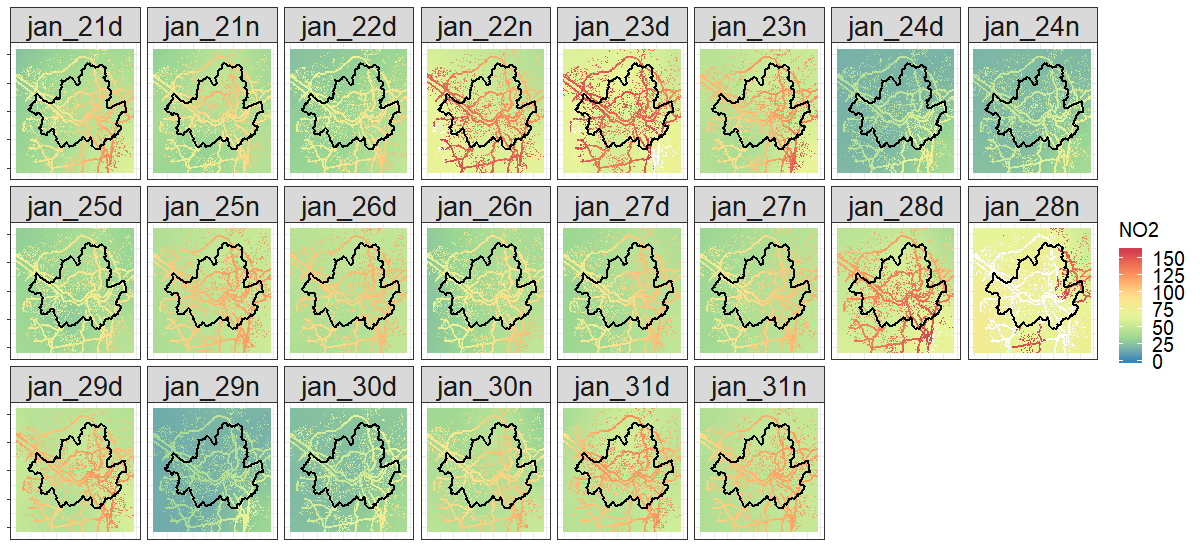 jan_21d jan_21n jan_22d jan_22n jan_23d jan_23n jan_24d jan_24n
jan_25d jan_25n jan_26d jan_26n jan_27d jan_27n jan_28d jan_28n
NO2
150
125
100
75
50
25
0
jan_29d jan_29n jan_30d jan_30n jan_31d jan_31n